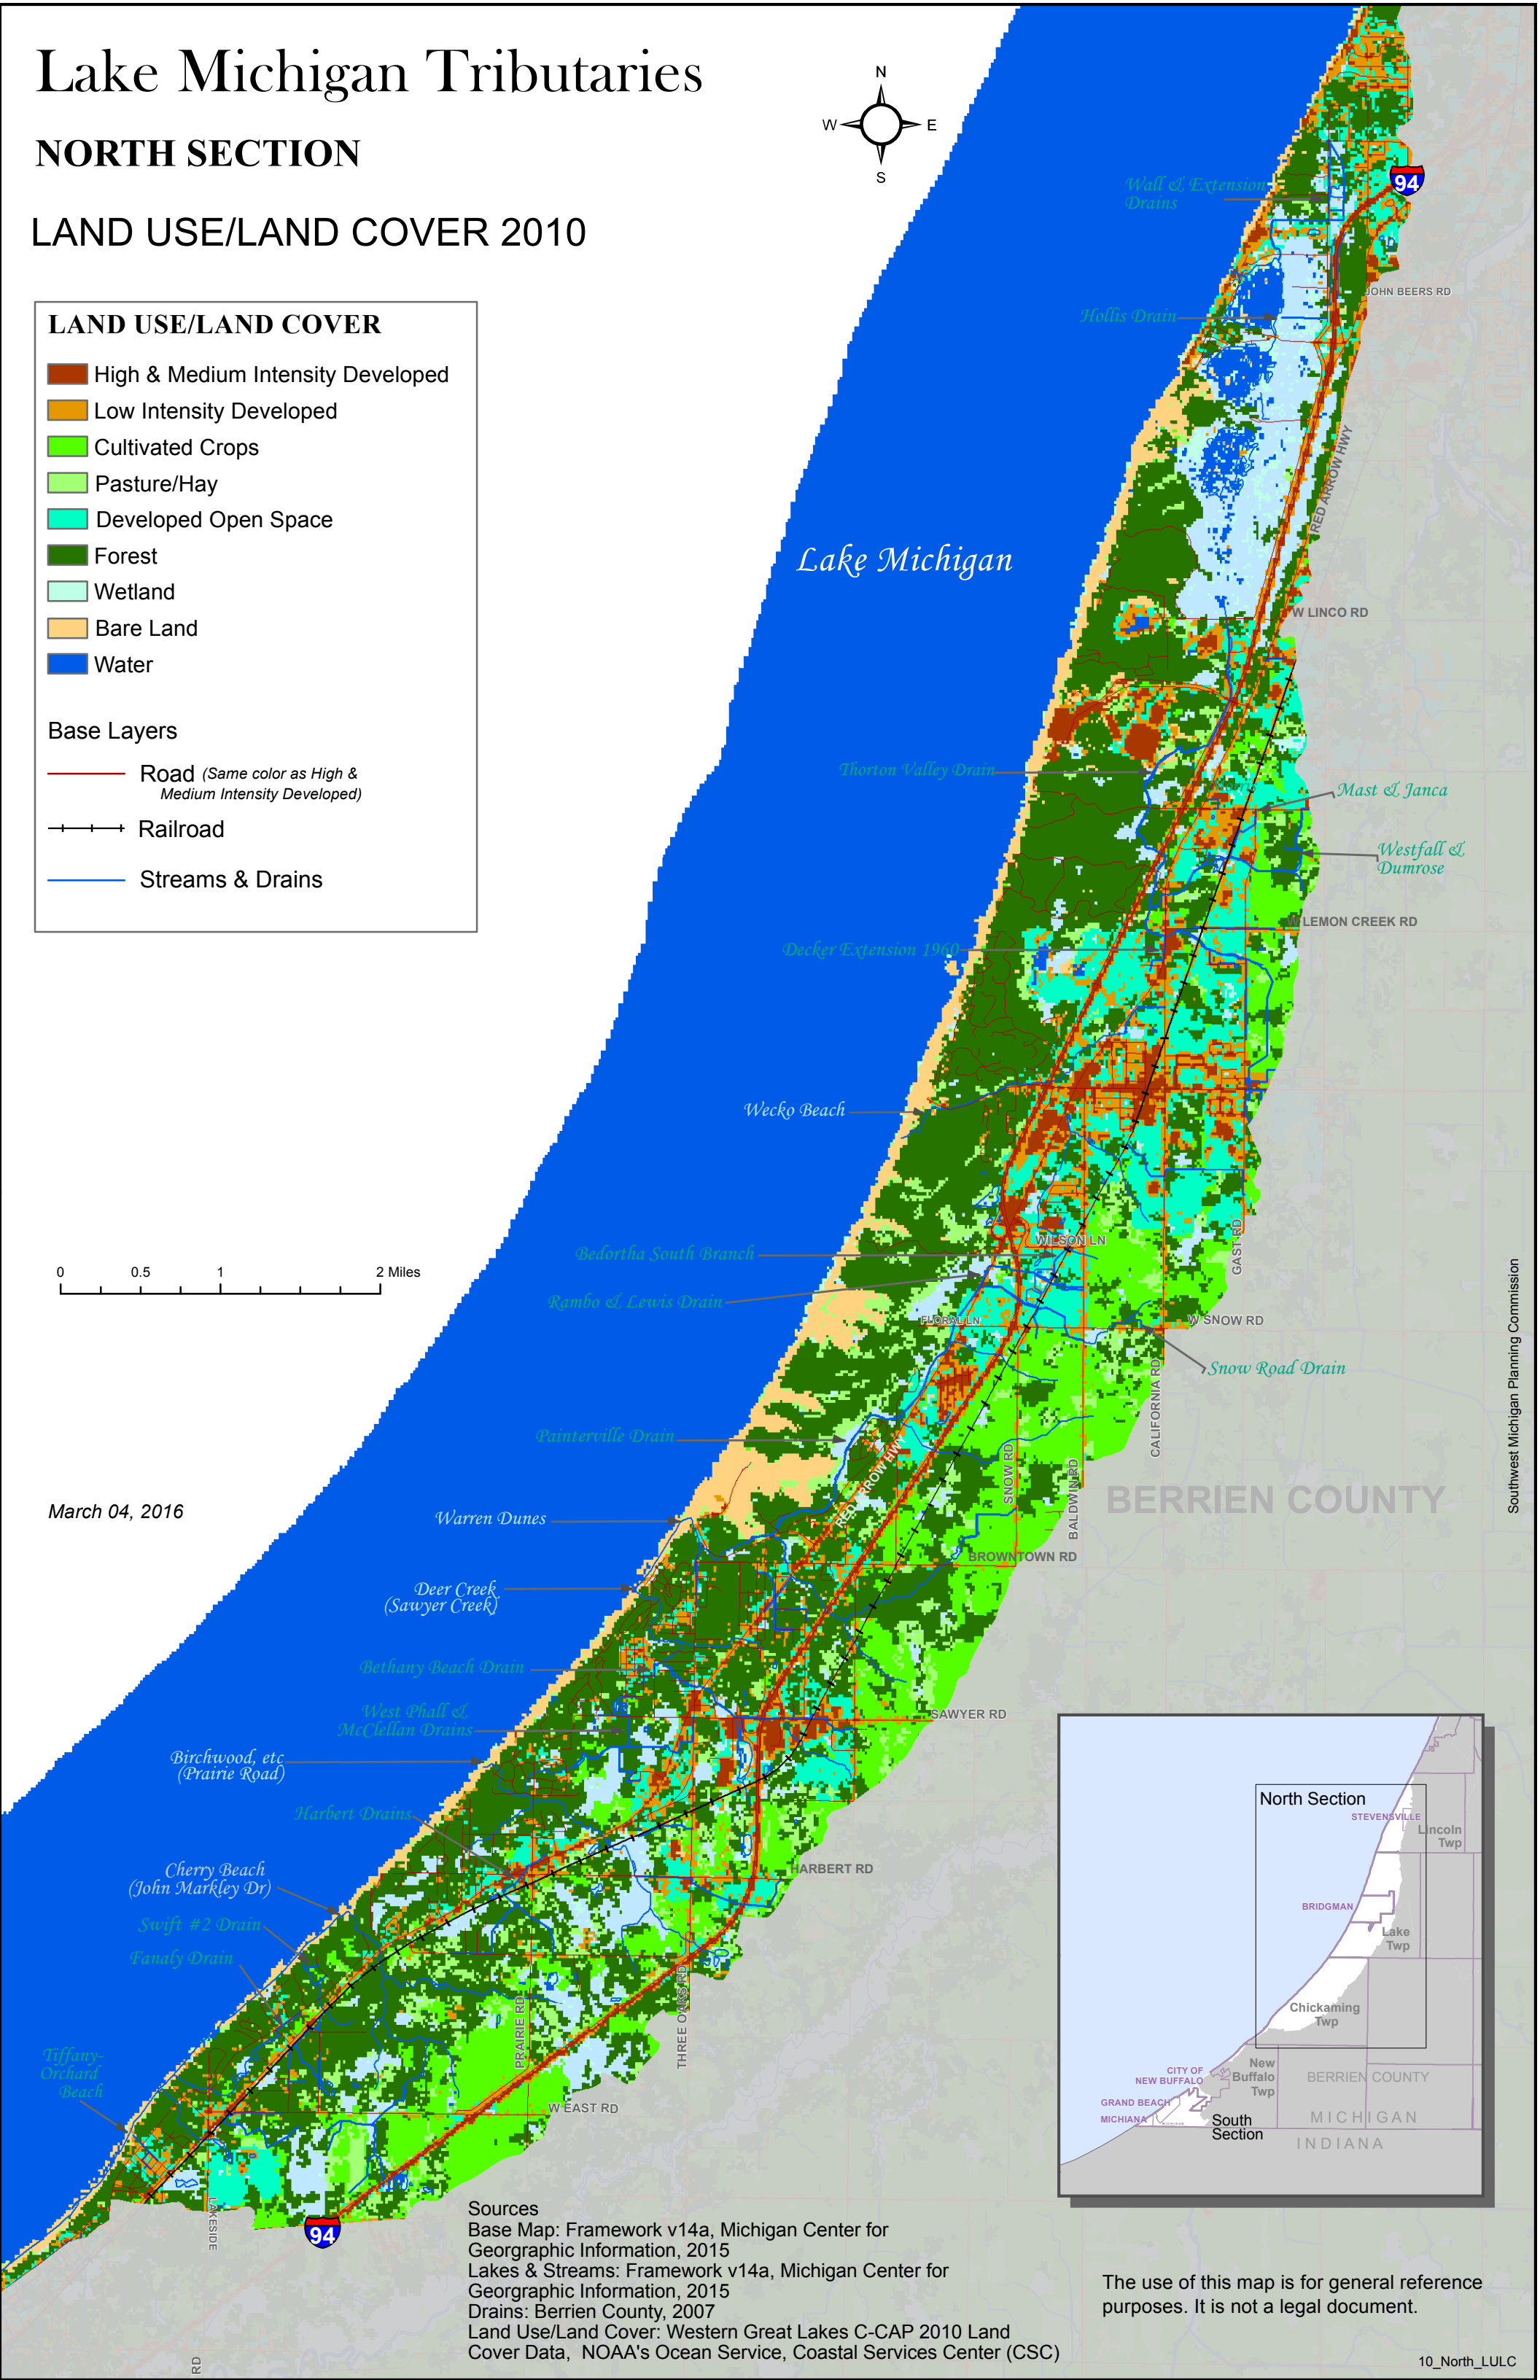 Lake Michigan Tributaries
NORTH SECTION
LAND USE/LAND COVER 2010
N
W E
S
LAND USE/LAND COVER
High & Medium Intensity Developed
Low Intensity Developed
Cultivated Crops
Pasture/Hay
Developed Open Space
Forest
Wetland
Bare Land
Water
Base Layers
Road (Same color as High &
Medium Intensity Developed)
Railroad
Streams & Drains
Wall & Extension
Drains
94
JOHN BEERS RD
Hollis Drain
RED ARROW HWY
Lake Michigan
W LINCO RD
Thorton Valley Drain
Mast & Janca
Westfall &
Dumrose
W LEMON CREEK RD
Decker Extension 1960
Wecko Beach
GAST RD
WILSON LN
Bedortha South Branch
Rambo & Lewis Drain
FLORAL LN
W SNOW RD
Snow Road Drain
CALIFORNIA RD
0 0.5 1 2 Miles
Painterville Drain
RED ARROW HWY
SNOW RD
BALDWIN RD
BERRIEN COUNTY
Southwest Michigan Planning Commission
March 04, 2016
Warren Dunes
BROWNTOWN RD
Deer Creek
(Sawyer Creek)
Bethany Beach Drain
West Phall &
McClellan Drains
SAWYER RD
Birchwood, etc
(Prairie Road)
Harbert Drains
HARBERT RD
Cherry Beach
(John Markley Dr)
Swift #2 Drain
Fanaly Drain
PRAIRIE RD
THREE OAKS RD
Tiffany-
Orchard
Beach
W EAST RD
LAKESIDE
94
RD
North Section
STEVENSVILLE
Lincoln
Twp
BRIDGMAN
Lake
Twp
Chickaming
Twp
CITY OF
NEW BUFFALO
New
Buffalo
Twp
BERRIEN COUNTY
GRAND BEACH
MICHIANA
South
Section
MICHIGAN
INDIANA
Sources
Base Map: Framework v14a, Michigan Center for
Georgraphic Information, 2015
Lakes & Streams: Framework v14a, Michigan Center for
Georgraphic Information, 2015
Drains: Berrien County, 2007
Land Use/Land Cover: Western Great Lakes C-CAP 2010 Land
Cover Data, NOAA's Ocean Service, Coastal Services Center (CSC)
The use of this map is for general reference
purposes. It is not a legal document.
10_North_LULC